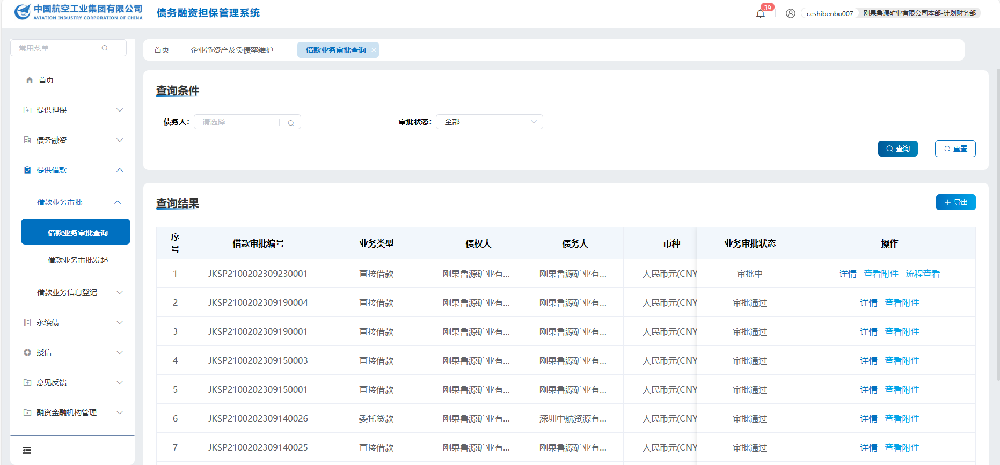 中国航空工业集团有限公司
AVIATION INDUSTRY CORPORATION OF CHINA
债务融资担保管理系统
39
ceshibenbu007
刚果鲁源矿业有限公司本部-计划财务部
常用菜单
首页
提供担保
债务融资
提供借款
借款业务审批
借款业务审批查询
借款业务审批发起
借款业务信息登记
永续债
授信
意见反馈
融资金融机构管理
首页 企业净资产及负债率维护 借款业务审批查询
查询条件
债务人： 请选择 审批状态： 全部
查询 重置
查询结果
导出
序号 借款审批编号 业务类型 债权人 债务人 币种 业务审批状态 操作
1 JKSP2100202309230001 直接借款 刚果鲁源矿业有... 刚果鲁源矿业有... 人民币元(CNY 审批中 详情 查看附件 流程查看
2 JKSP2100202309190004 直接借款 刚果鲁源矿业有... 刚果鲁源矿业有... 人民币元(CNY 审批通过 详情 查看附件
3 JKSP2100202309190001 直接借款 刚果鲁源矿业有... 刚果鲁源矿业有... 人民币元(CNY 审批通过 详情 查看附件
4 JKSP2100202309150003 直接借款 刚果鲁源矿业有... 刚果鲁源矿业有... 人民币元(CNY 审批通过 详情 查看附件
5 JKSP2100202309150001 直接借款 刚果鲁源矿业有... 刚果鲁源矿业有... 人民币元(CNY 审批通过 详情 查看附件
6 JKSP2100202309140026 委托贷款 刚果鲁源矿业有... 深圳中航资源有... 人民币元(CNY 审批通过 详情 查看附件
7 JKSP2100202309140025 直接借款 刚果鲁源矿业有... 刚果鲁源矿业有... 人民币元(CNY 审批通过 详情 查看附件